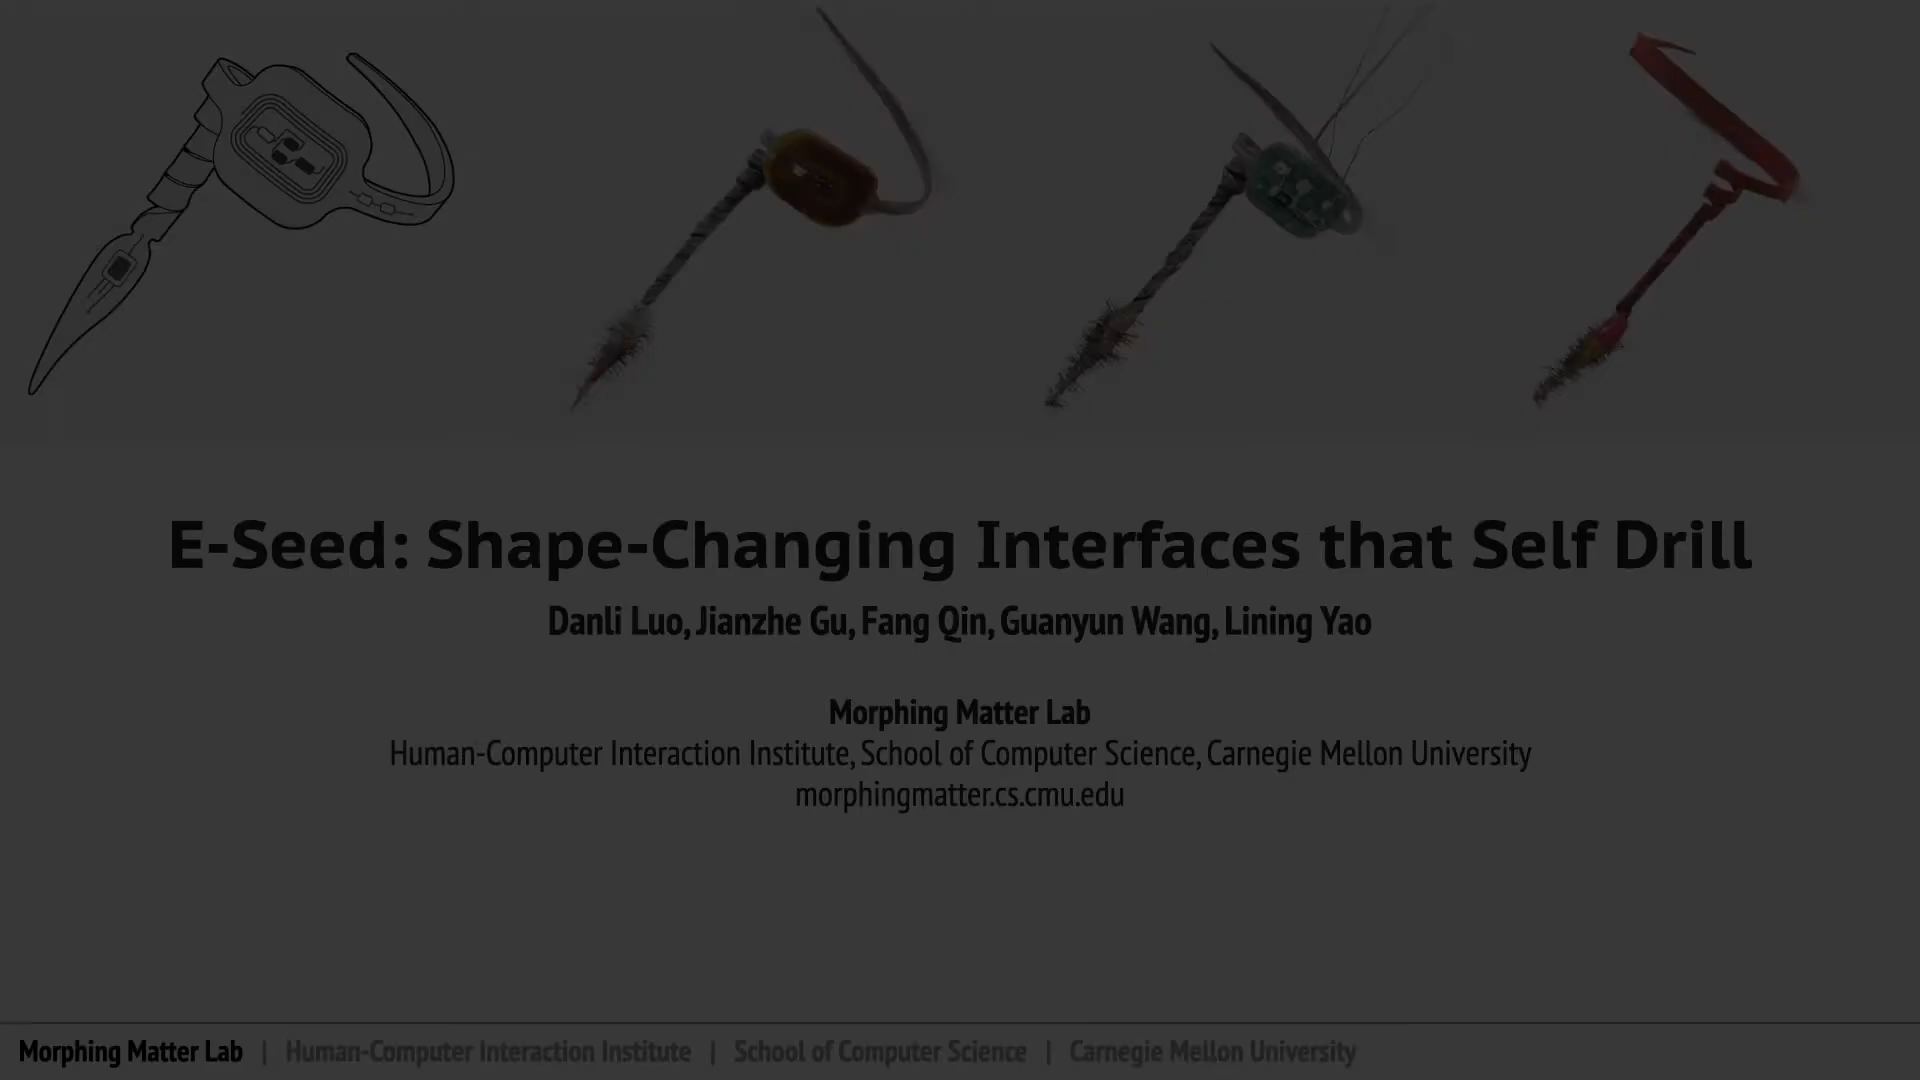 E-Seed: Shape-Changing Interfaces that Self Drill
Danli Luo, Jianzhe Gu, Fang Qin, Guanyun Wang, Lining Yao
Morphing Matter Lab
Human-Computer Interaction Institute, School of Computer Science, Carnegie Mellon University
morphingmatter.cs.cmu.edu
Morphing Matter Lab | Human-Computer Interaction Institute | School of Computer Science | Carnegie Mellon University